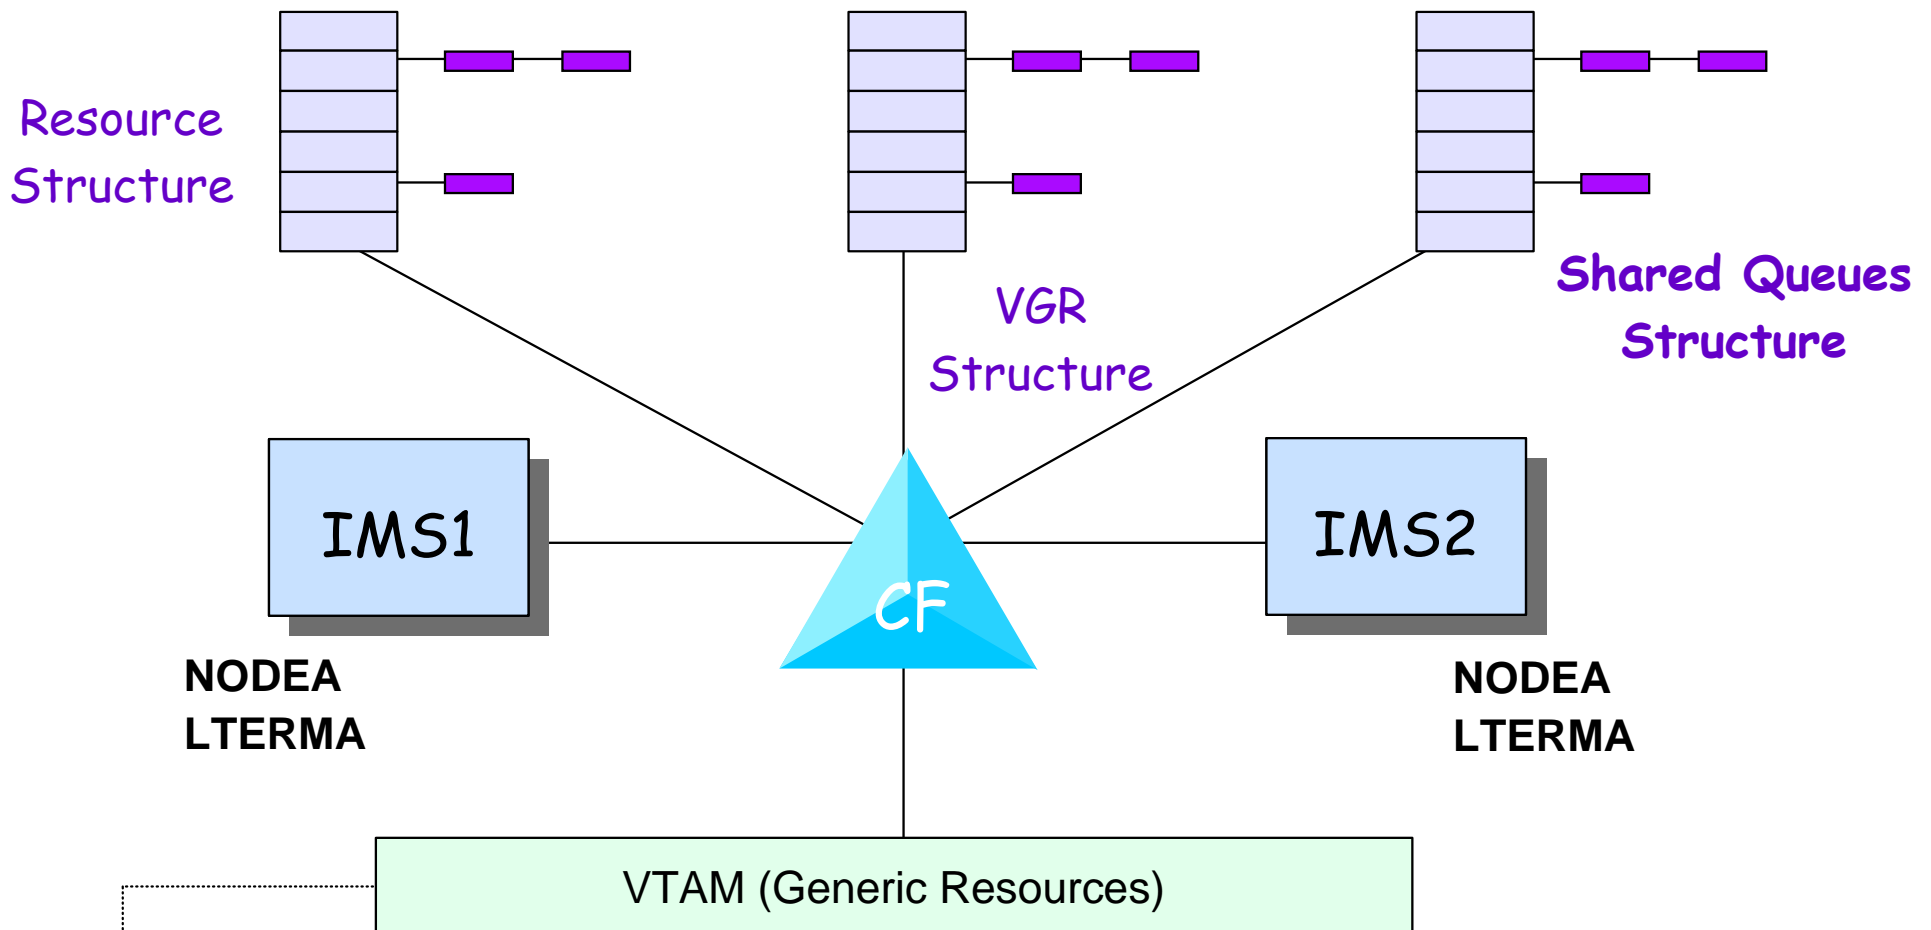 Resource
Structure
VGR
Structure
Shared Queues
Structure
IMS1
CF
IMS2
NODEA
LTERMA
NODEA
LTERMA
VTAM (Generic Resources)